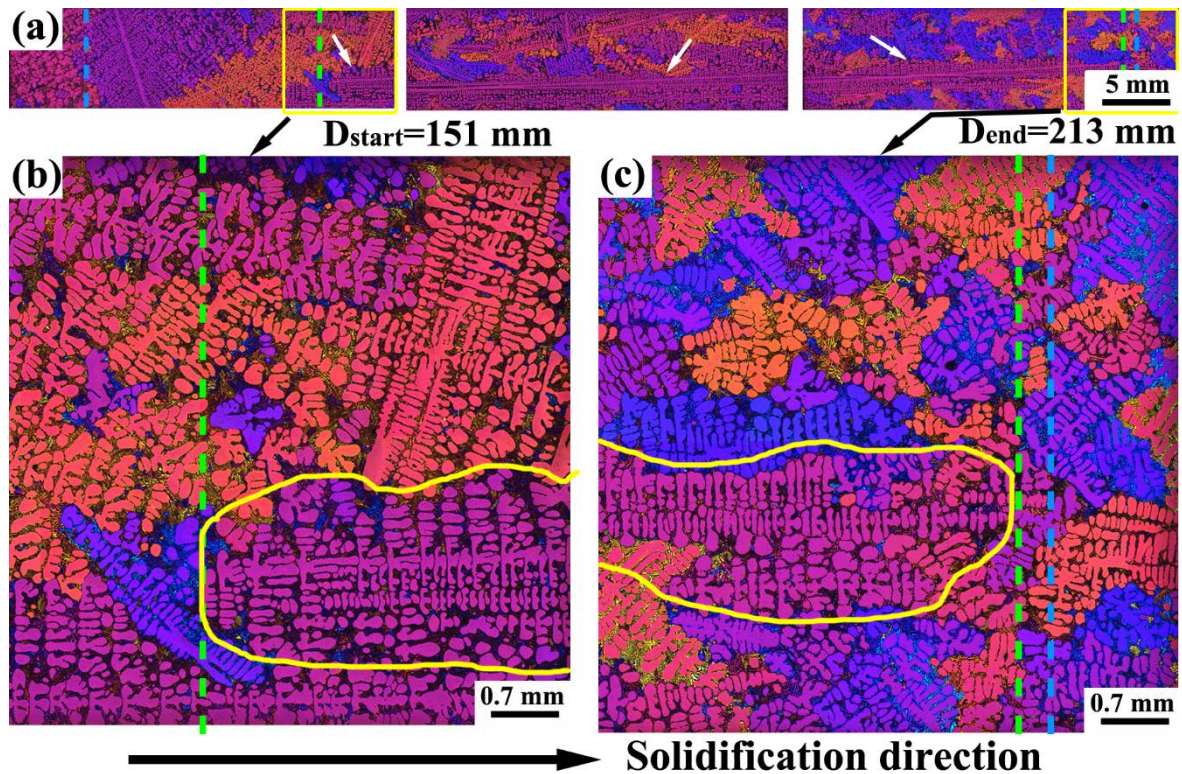 (a)
5 mm
Dstart=151 mm
Dend=213 mm
(b)
(c)
0.7 mm
0.7 mm
Solidification direction